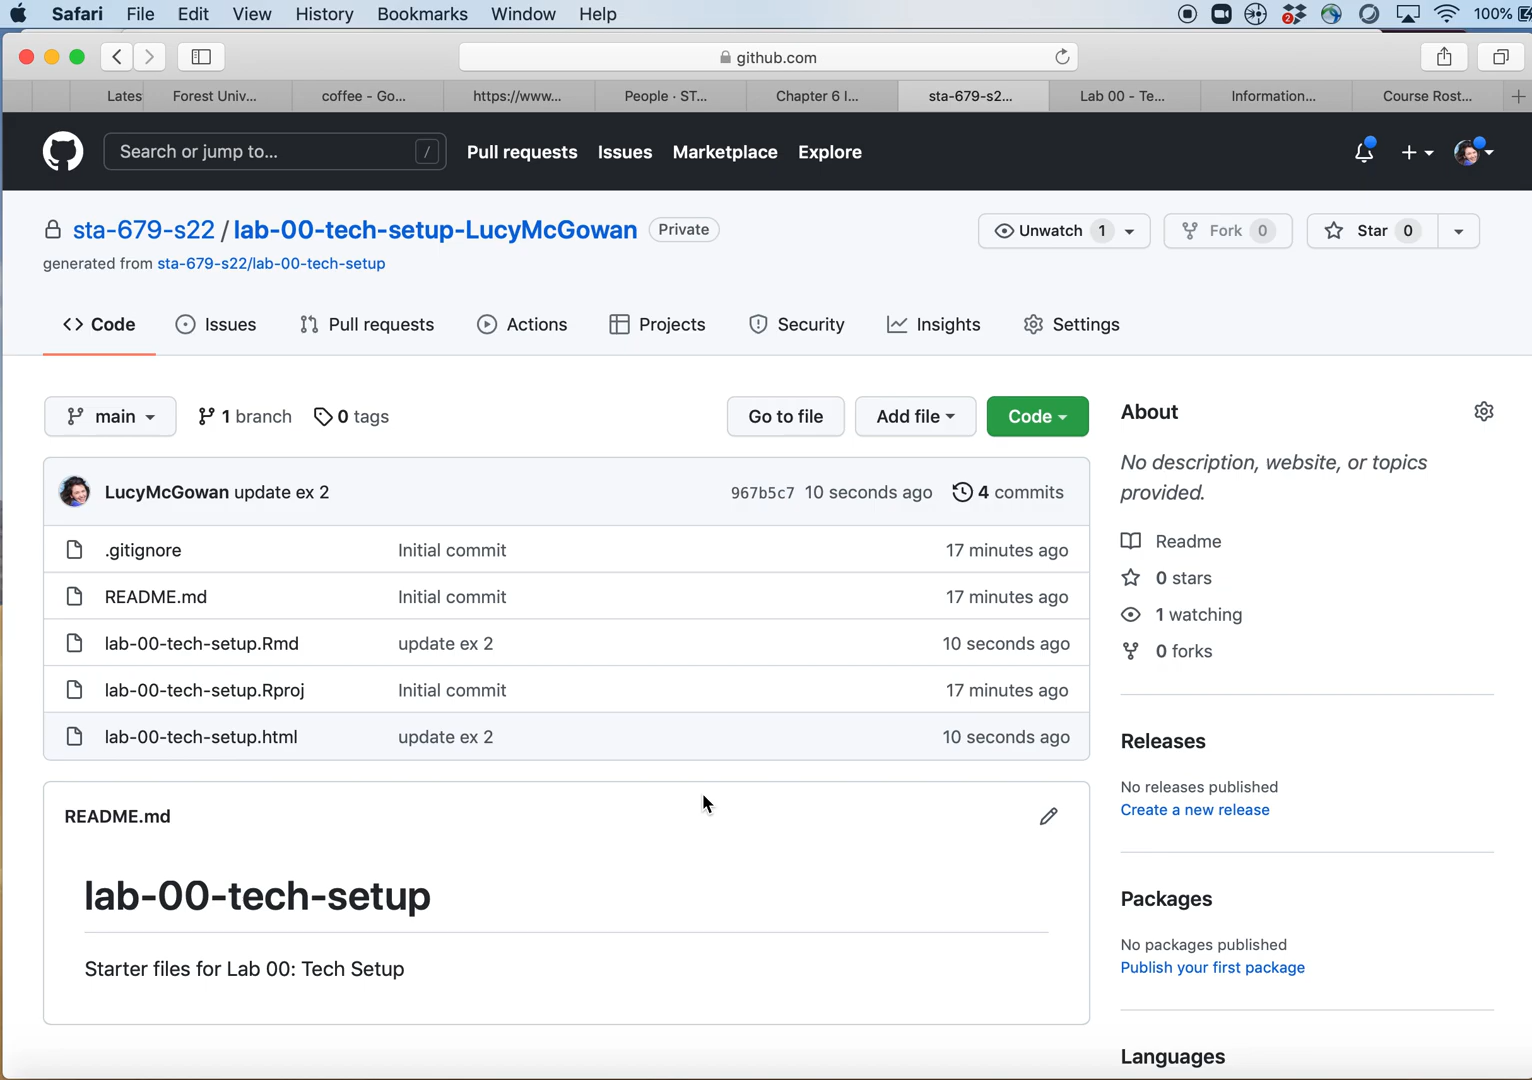 Safari File Edit View History Bookmarks Window Help 2 100%
github.com
Lates Forest Univ... coffee - Go... https://www... People · ST... Chapter 6 I... sta-679-s2... Lab 00 - Te... Information... Course Rost... +
Search or jump to... / Pull requests Issues Marketplace Explore +
sta-679-s22 / lab-00-tech-setup-LucyMcGowan Private Unwatch 1 Fork 0 Star 0
generated from sta-679-s22/lab-00-tech-setup
<> Code Issues Pull requests Actions Projects Security Insights Settings
main 1 branch 0 tags Go to file Add file Code
LucyMcGowan update ex 2 967b5c7 10 seconds ago 4 commits
.gitignore Initial commit 17 minutes ago
README.md Initial commit 17 minutes ago
lab-00-tech-setup.Rmd update ex 2 10 seconds ago
lab-00-tech-setup.Rproj Initial commit 17 minutes ago
lab-00-tech-setup.html update ex 2 10 seconds ago
README.md
lab-00-tech-setup
Starter files for Lab 00: Tech Setup
About
No description, website, or topics
provided.
Readme
0 stars
1 watching
0 forks
Releases
No releases published
Create a new release
Packages
No packages published
Publish your first package
Languages